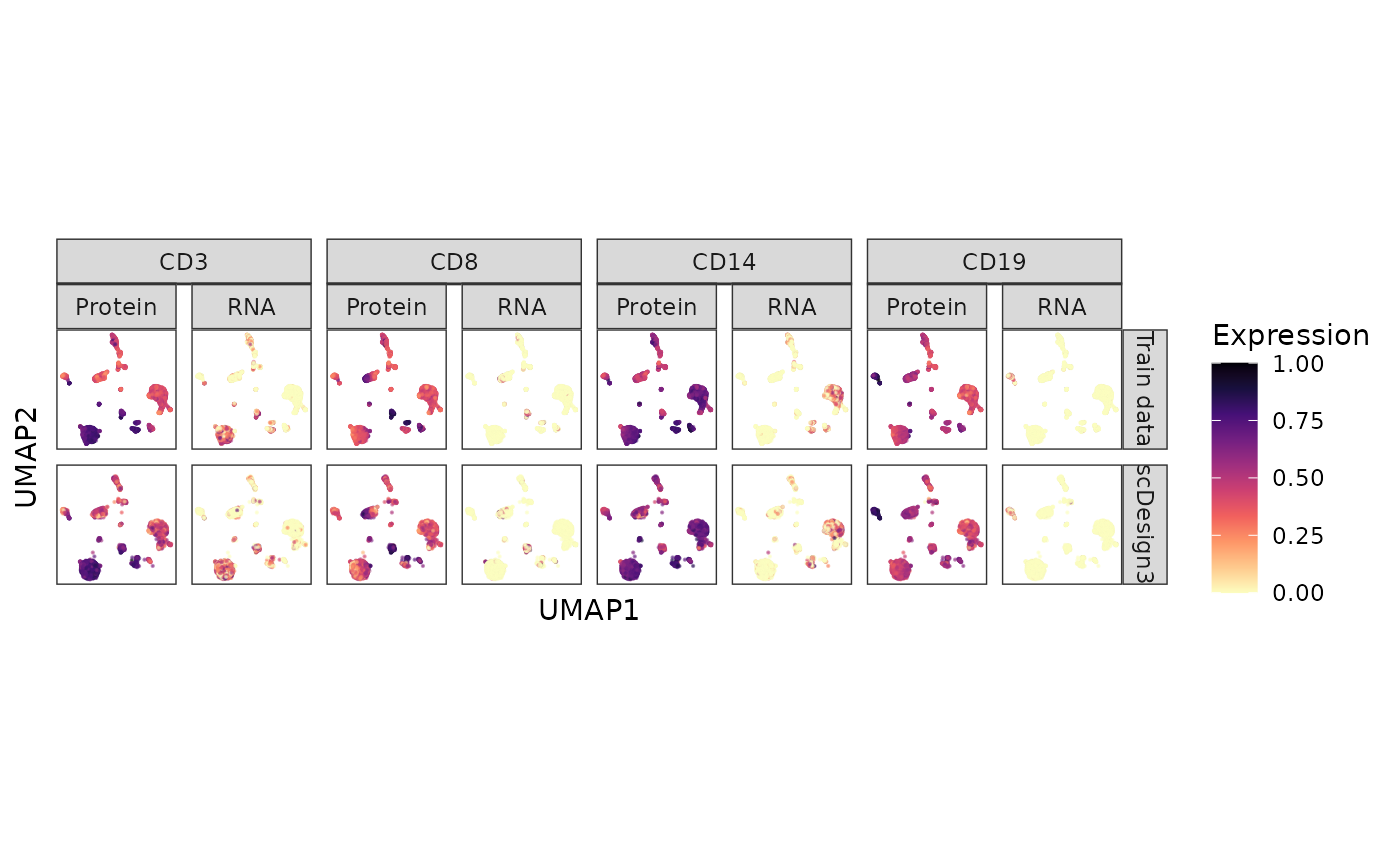 CD3 CD8 CD14 CD19
Protein RNA Protein RNA Protein RNA Protein RNA
Train data
scDesign3
UMAP2
UMAP1
Expression
1.00
0.75
0.50
0.25
0.00